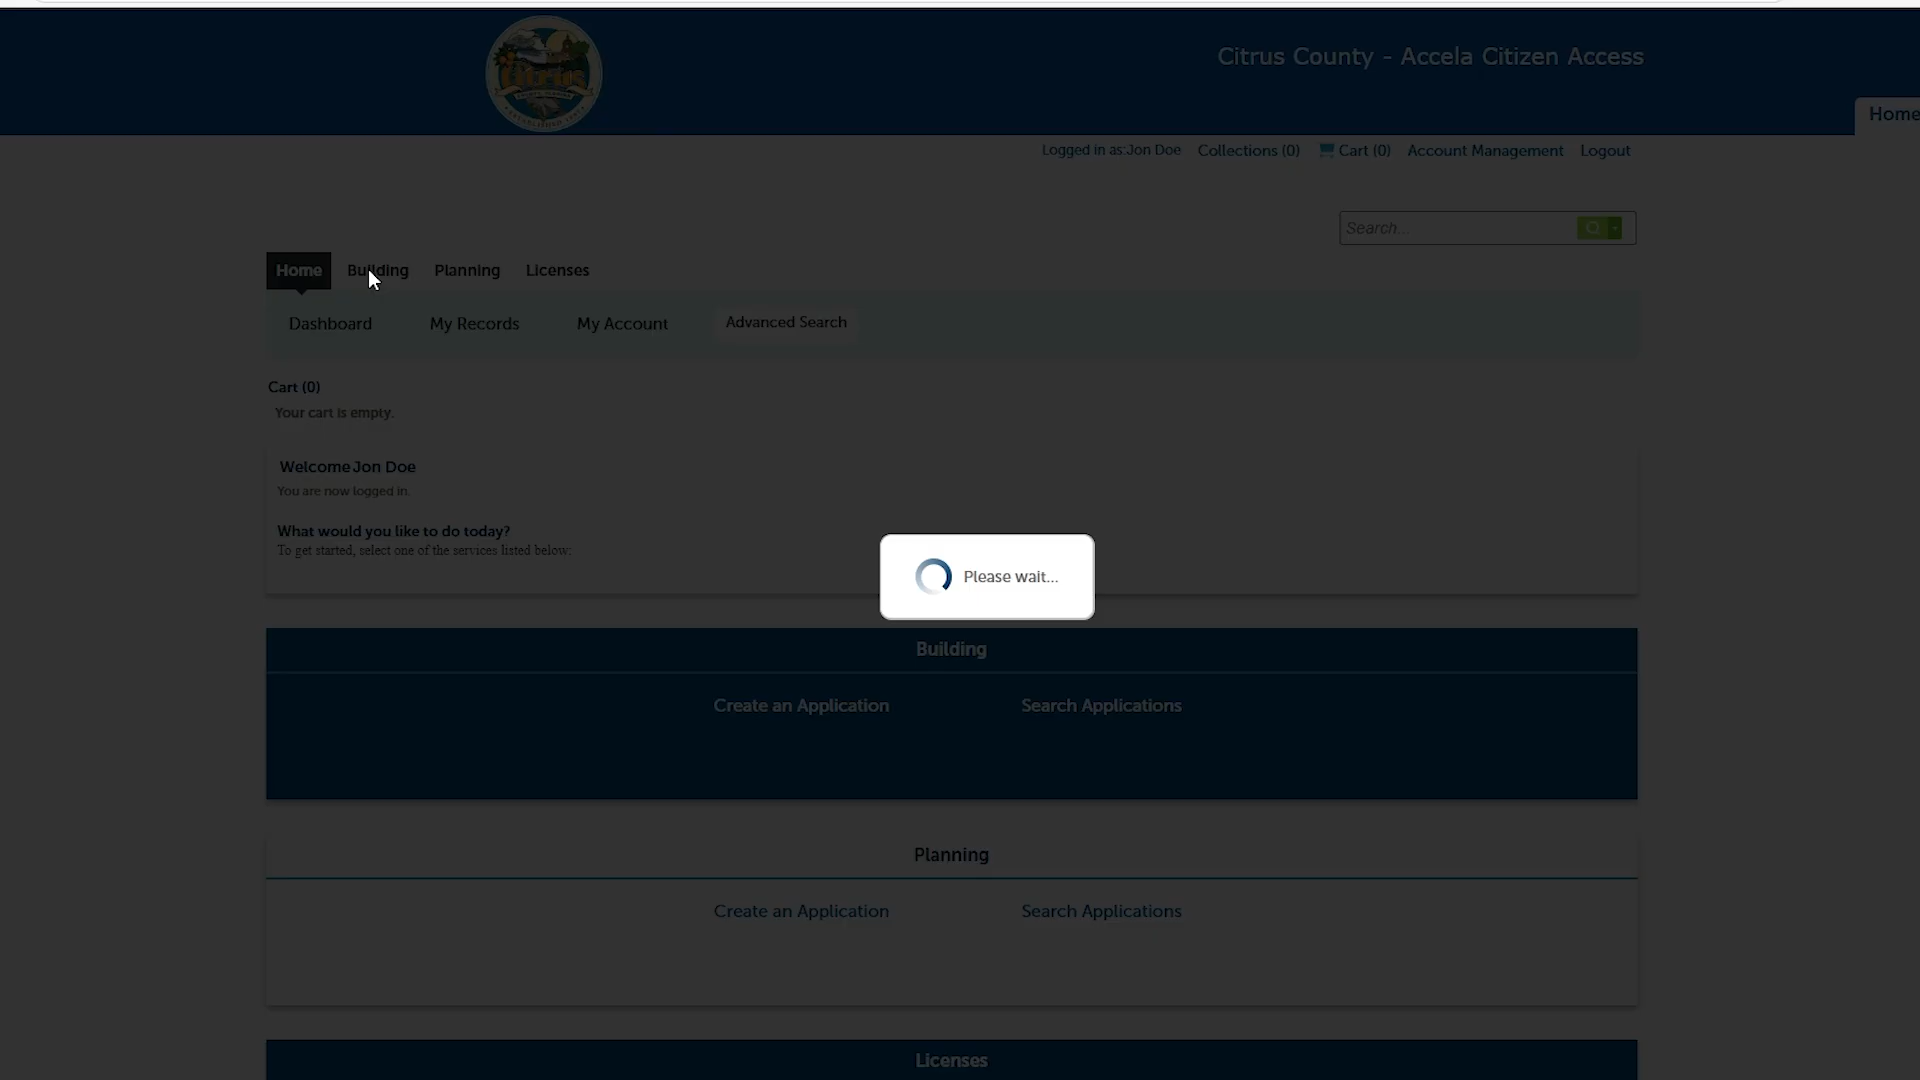 Citrus
Citrus County - Accela Citizen Access
Home
Logged in as:Jon Doe Collections (0) Cart (0) Account Management Logout
Search...
Home Building Planning Licenses
Dashboard My Records My Account Advanced Search
Cart (0)
Your cart is empty.
Welcome Jon Doe
You are now logged in.
What would you like to do today?
To get started, select one of the services listed below:
Please wait...
Building
Create an Application Search Applications
Planning
Create an Application Search Applications
Licenses